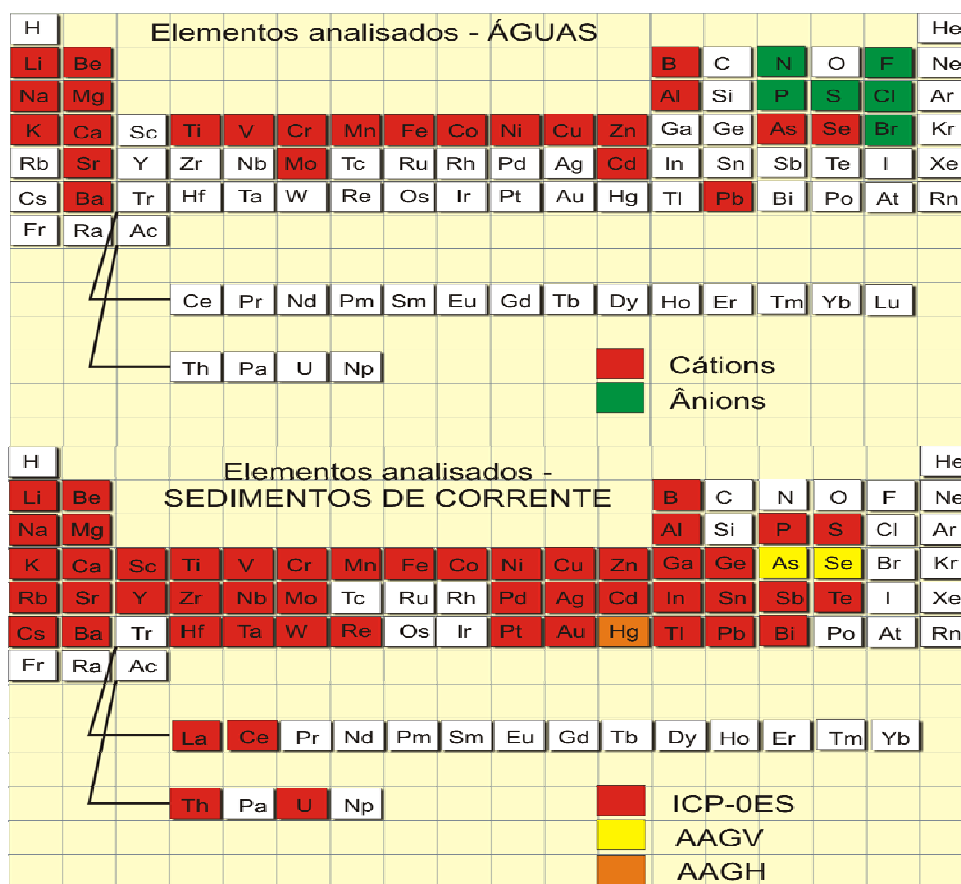 H He
Elementos analisados - ÁGUAS
Li Be B C N O F Ne
Na Mg Al Si P S Cl Ar
K Ca Sc Ti V Cr Mn Fe Co Ni Cu Zn Ga Ge As Se Br Kr
Rb Sr Y Zr Nb Mo Tc Ru Rh Pd Ag Cd In Sn Sb Te I Xe
Cs Ba Tr Hf Ta W Re Os Ir Pt Au Hg Tl Pb Bi Po At Rn
Fr Ra Ac
Ce Pr Nd Pm Sm Eu Gd Tb Dy Ho Er Tm Yb Lu
Th Pa U Np
Cátions
Ânions
H He
Elementos analisados -
SEDIMENTOS DE CORRENTE
Li Be B C N O F Ne
Na Mg Al Si P S Cl Ar
K Ca Sc Ti V Cr Mn Fe Co Ni Cu Zn Ga Ge As Se Br Kr
Rb Sr Y Zr Nb Mo Tc Ru Rh Pd Ag Cd In Sn Sb Te I Xe
Cs Ba Tr Hf Ta W Re Os Ir Pt Au Hg Tl Pb Bi Po At Rn
Fr Ra Ac
La Ce Pr Nd Pm Sm Eu Gd Tb Dy Ho Er Tm Yb
Th Pa U Np
ICP-0ES
AAGV
AAGH